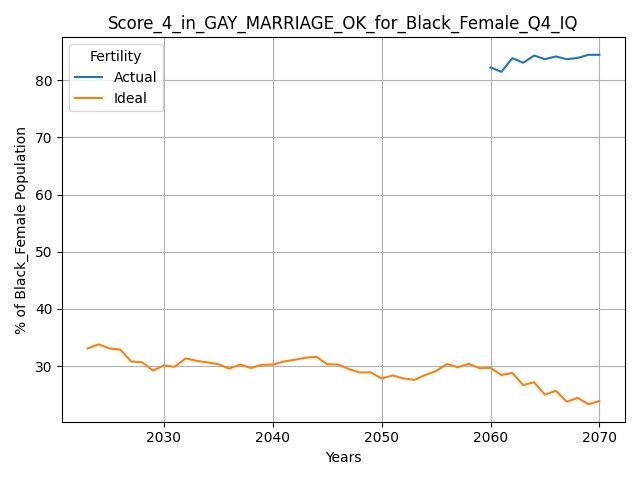 Score_4_in_GAY_MARRIAGE_OK_for_Black_Female_Q4_IQ
Fertility
Actual
Ideal
% of Black_Female Population
80
70
60
50
40
30
2030 2040 2050 2060 2070
Years